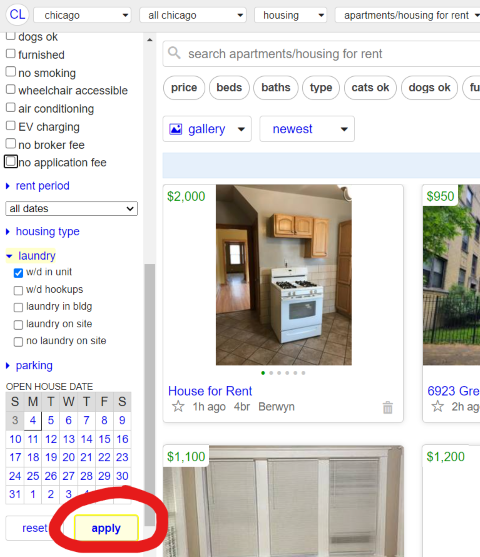 CL chicago all chicago housing apartments/housing for rent
dogs ok
furnished
no smoking
wheelchair accessible
air conditioning
EV charging
no broker fee
no application fee
rent period
all dates
housing type
laundry
w/d in unit
w/d hookups
laundry in bldg
laundry on site
no laundry on site
parking
OPEN HOUSE DATE
S M T W T F S
3 4 5 6 7 8 9
10 11 12 13 14 15 16
17 18 19 20 21 22 23
24 25 26 27 28 29 30
31 1 2 3
reset apply
search apartments/housing for rent
price beds baths type cats ok dogs ok fu
gallery newest
$2,000
House for Rent
1h ago 4br Berwyn
$950
6923 Gre
2h ag
$1,100
$1,200